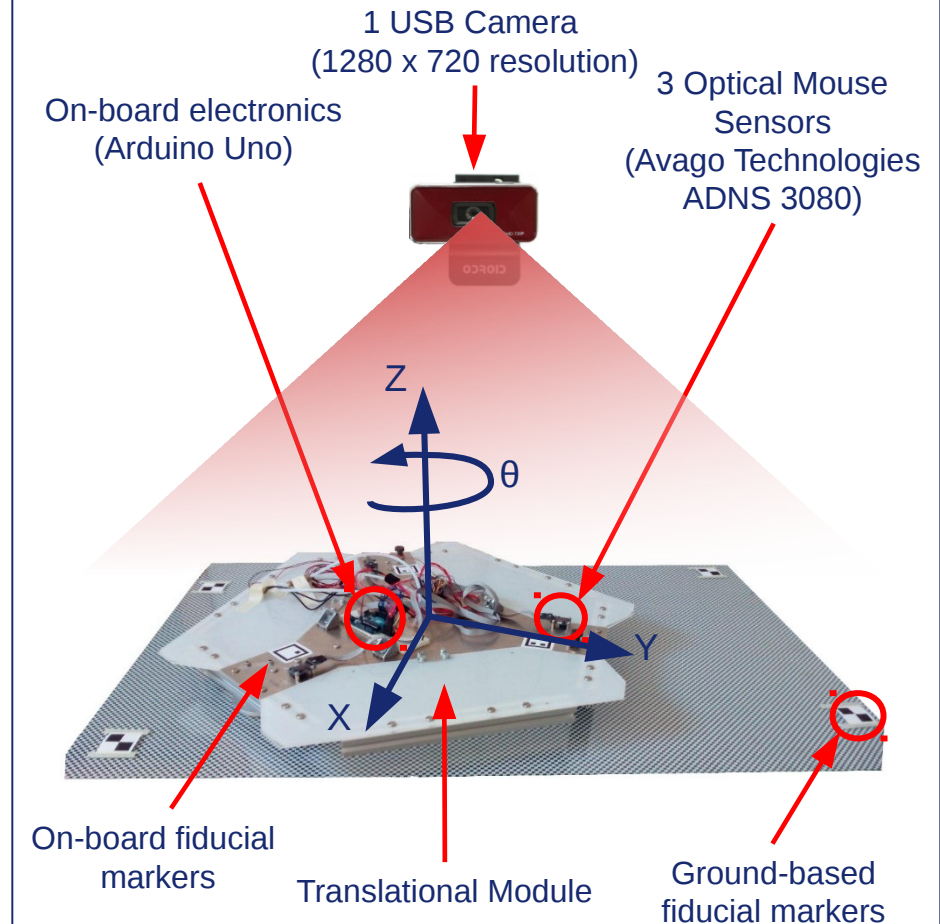 1 USB Camera
(1280 x 720 resolution)
On-board electronics
(Arduino Uno)
3 Optical Mouse
Sensors
(Avago Technologies
ADNS 3080)
ODROID
Z
θ
Y
X
On-board fiducial
markers
Translational Module
Ground-based
fiducial markers